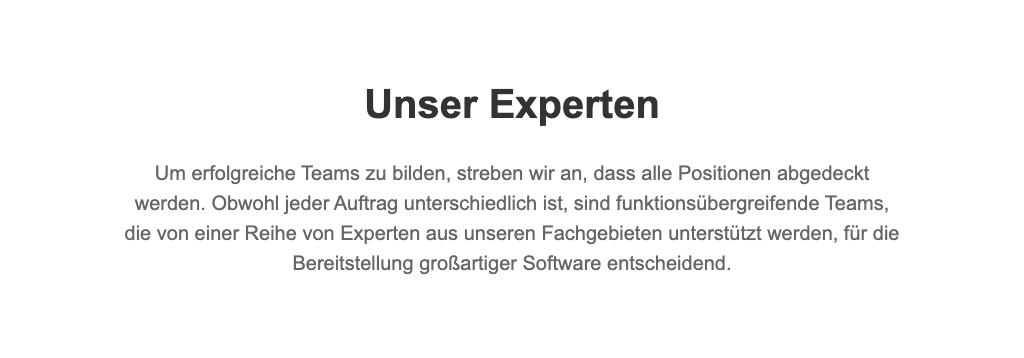 Unser Experten
Um erfolgreiche Teams zu bilden, streben wir an, dass alle Positionen abgedeckt
werden. Obwohl jeder Auftrag unterschiedlich ist, sind funktionsübergreifende Teams,
die von einer Reihe von Experten aus unseren Fachgebieten unterstützt werden, für die
Bereitstellung großartiger Software entscheidend.